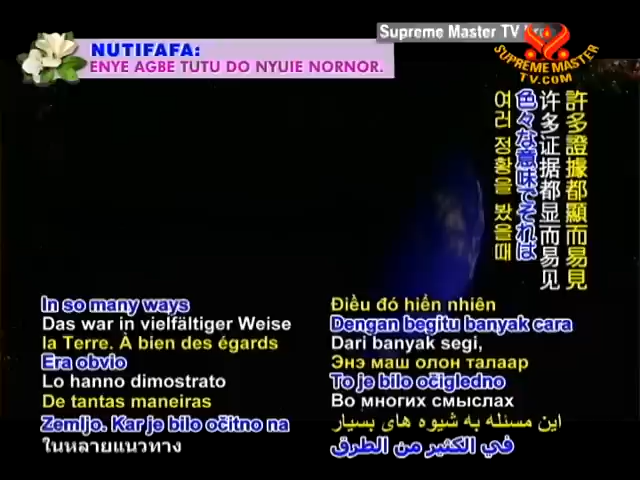 Supreme Master TV
SUPREME MASTER
TV.COM
NUTIFAFA:
ENYE AGBE TUTU DO NYUIE NORNOR.
許多證據都顯而易見
许多证据都显而易见
色々な意味でそれは
여러 정황을 봤을때
In so many ways
Das war in vielfältiger Weise
la Terre. À bien des égards
Era obvio
Lo hanno dimostrato
De tantas maneiras
Zemljo. Kar je bilo očitno na
ในหลายแนวทาง
Điều đó hiển nhiên
Dengan begitu banyak cara
Dari banyak segi,
Энэ маш олон талаар
To je bilo očigledno
Во многих смыслах
این مسئله به شیوه های بسیار
في الكثير من الطرق